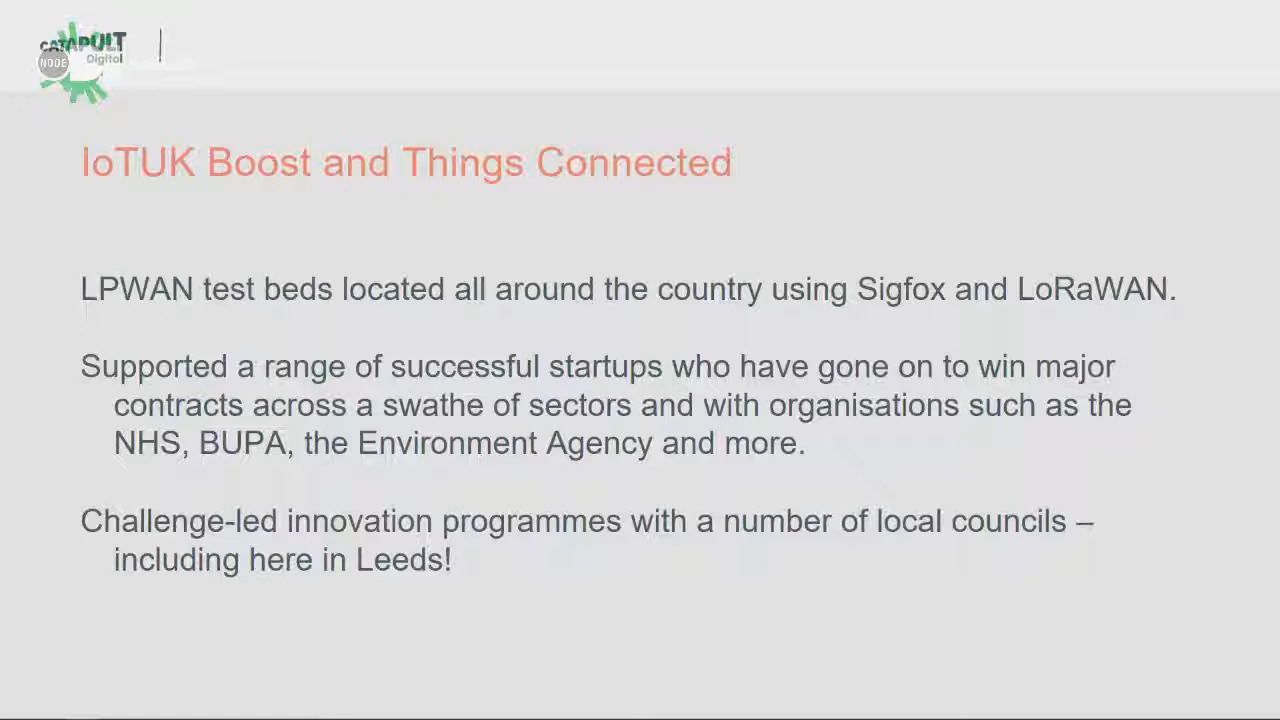 CATAPULT
Digital
NODE
IoTUK Boost and Things Connected
LPWAN test beds located all around the country using Sigfox and LoRaWAN.
Supported a range of successful startups who have gone on to win major
contracts across a swathe of sectors and with organisations such as the
NHS, BUPA, the Environment Agency and more.
Challenge-led innovation programmes with a number of local councils –
including here in Leeds!